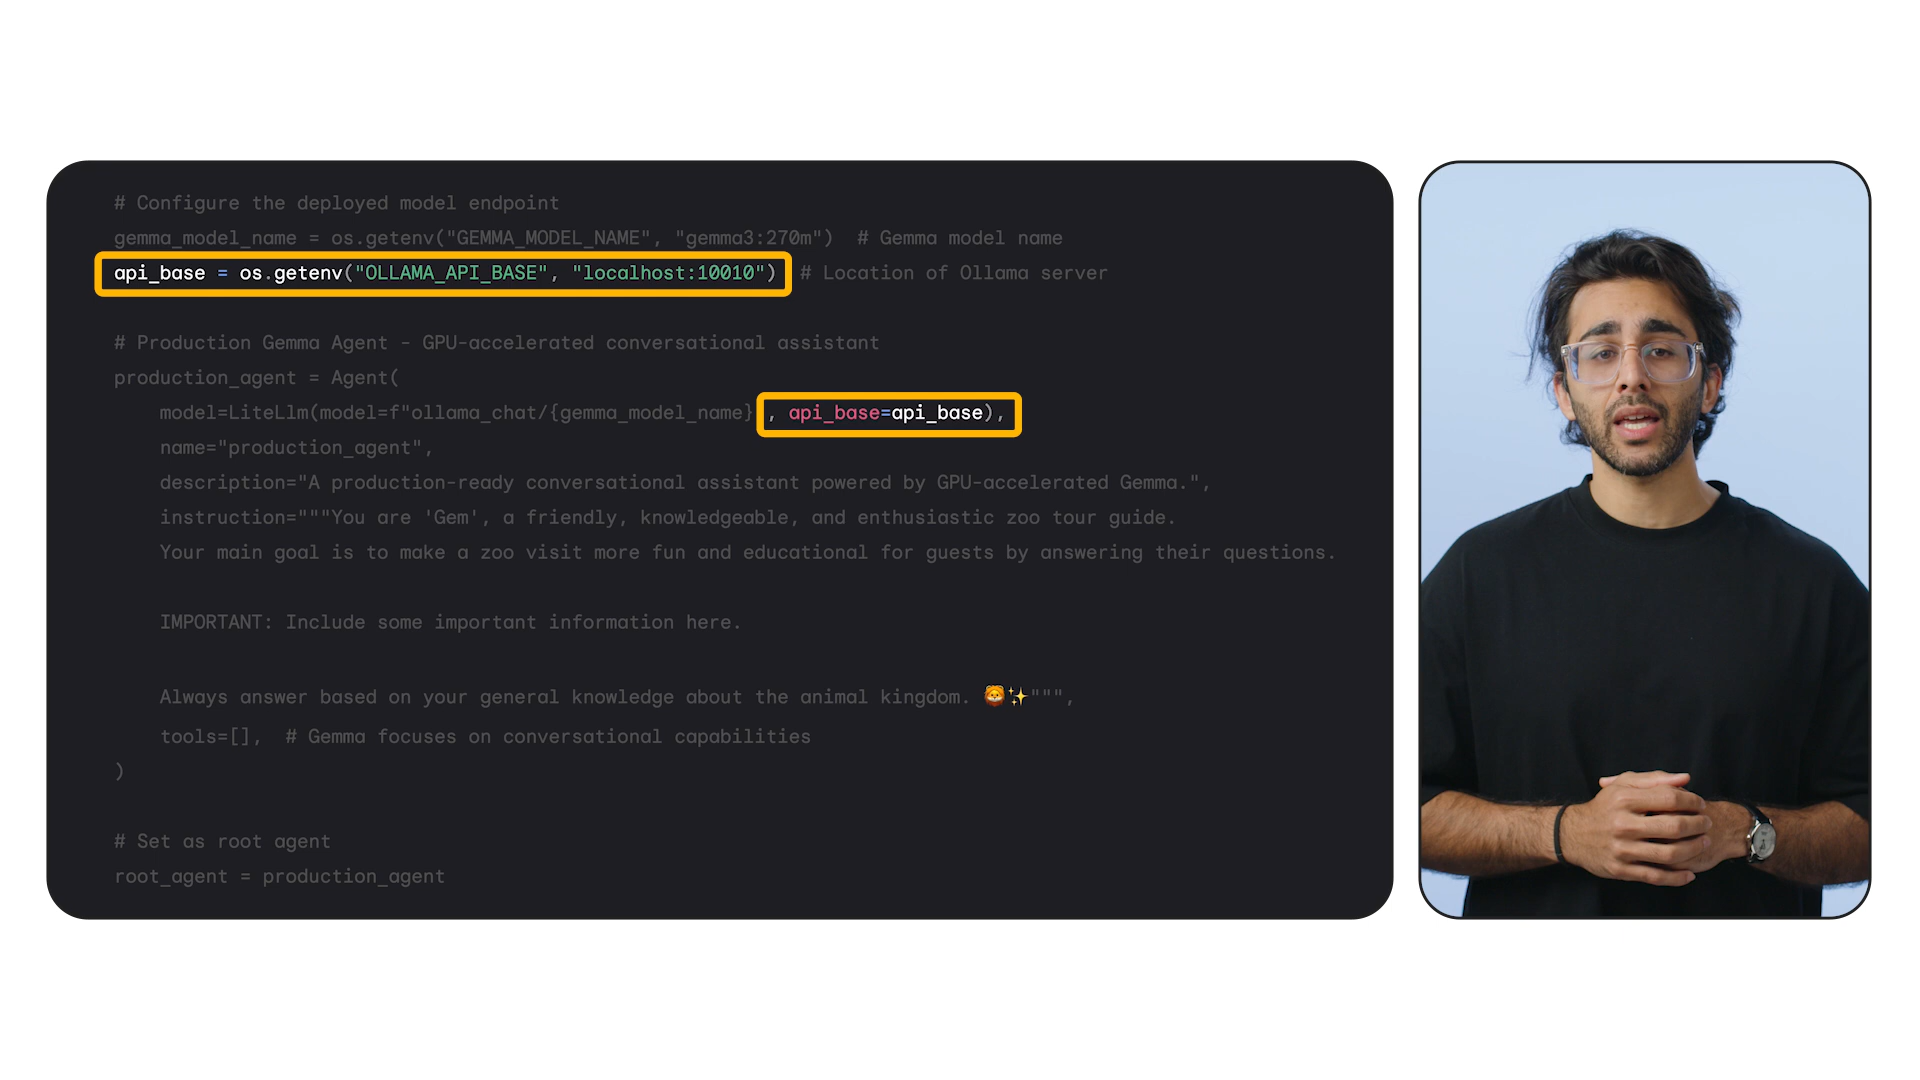 # Configure the deployed model endpoint
gemma_model_name = os.getenv("GEMMA_MODEL_NAME", "gemma3:270m")  # Gemma model name
api_base = os.getenv("OLLAMA_API_BASE", "localhost:10010")  # Location of Ollama server
# Production Gemma Agent - GPU-accelerated conversational assistant
production_agent = Agent(
model=LiteLlm(model=f"ollama_chat/{gemma_model_name}, api_base=api_base),
name="production_agent",
description="A production-ready conversational assistant powered by GPU-accelerated Gemma.",
instruction="""You are 'Gem', a friendly, knowledgeable, and enthusiastic zoo tour guide.
Your main goal is to make a zoo visit more fun and educational for guests by answering their questions.
IMPORTANT: Include some important information here.
Always answer based on your general knowledge about the animal kingdom. 🦁✨""",
tools=[],  # Gemma focuses on conversational capabilities
)
# Set as root agent
root_agent = production_agent